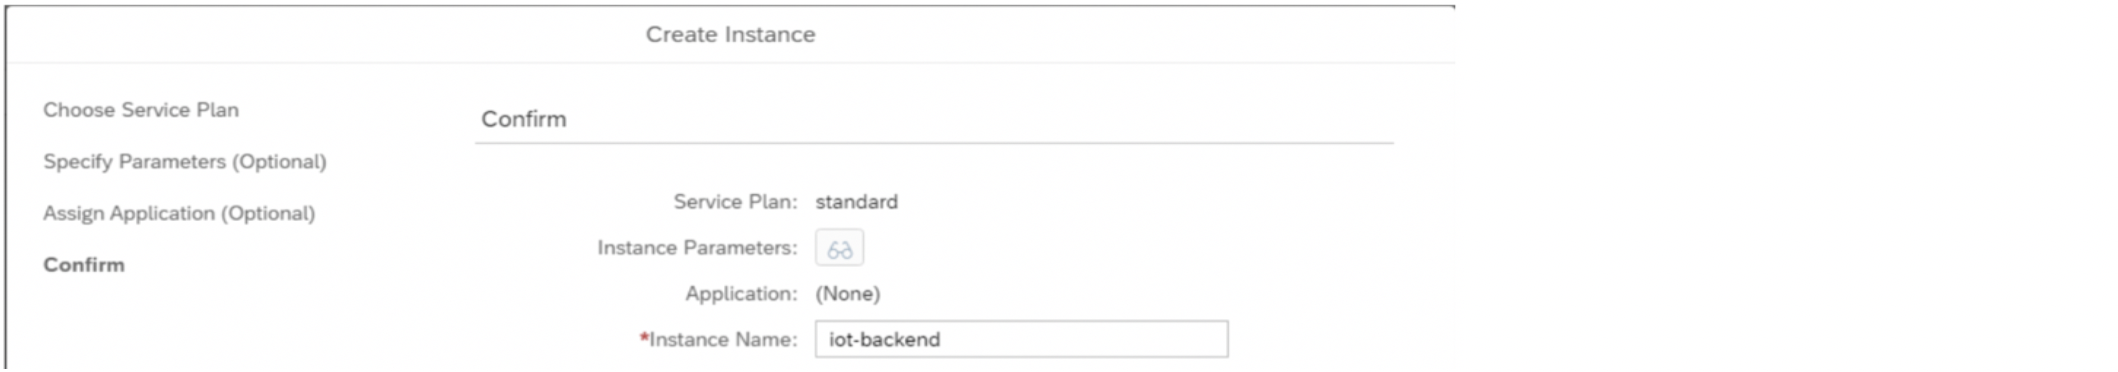 Create Instance
Choose Service Plan
Specify Parameters (Optional)
Assign Application (Optional)
Confirm
Confirm
Service Plan: standard
Instance Parameters:
Application: (None)
*Instance Name: iot-backend